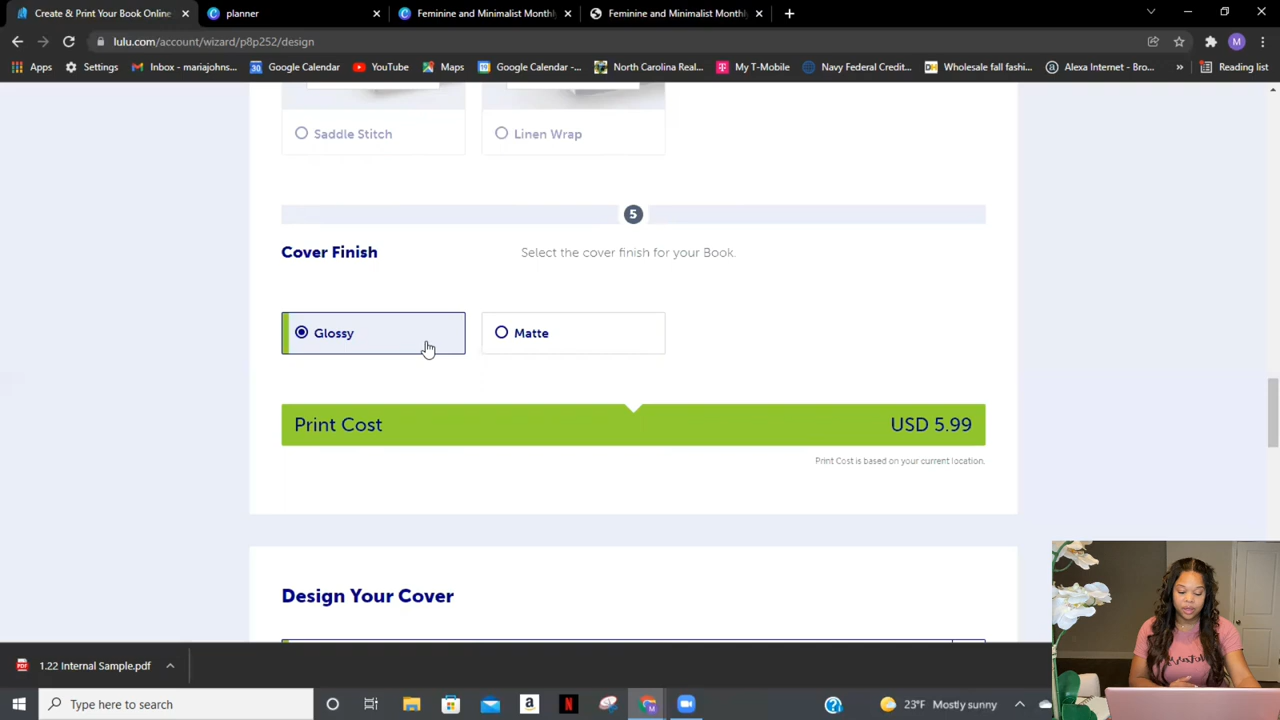 Create & Print Your Book Online
planner
Feminine and Minimalist Monthly
Feminine and Minimalist Monthly
lulu.com/account/wizard/p8p252/design
M
Apps
Settings
Inbox - mariajohns...
30
Google Calendar
YouTube
Maps
Google Calendar -...
North Carolina Real...
My T-Mobile
Navy Federal Credit...
Wholesale fall fashi...
Alexa Internet - Bro...
»
Reading list
Saddle Stitch
Linen Wrap
5
Cover Finish
Select the cover finish for your Book.
Glossy
Matte
Print Cost
USD 5.99
Print Cost is based on your current location.
Design Your Cover
1.22 Internal Sample.pdf
Type here to search
23°F Mostly sunny